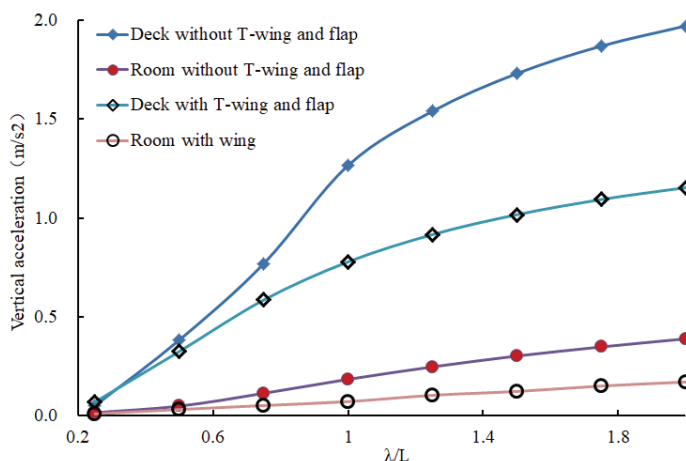 2.0
1.5
1.0
0.5
0.0
Vertical acceleration（m/s2）
Deck without T-wing and flap
Room without T-wing and flap
Deck with T-wing and flap
Room with wing
0.2 0.6 1 1.4 1.8
λ/L